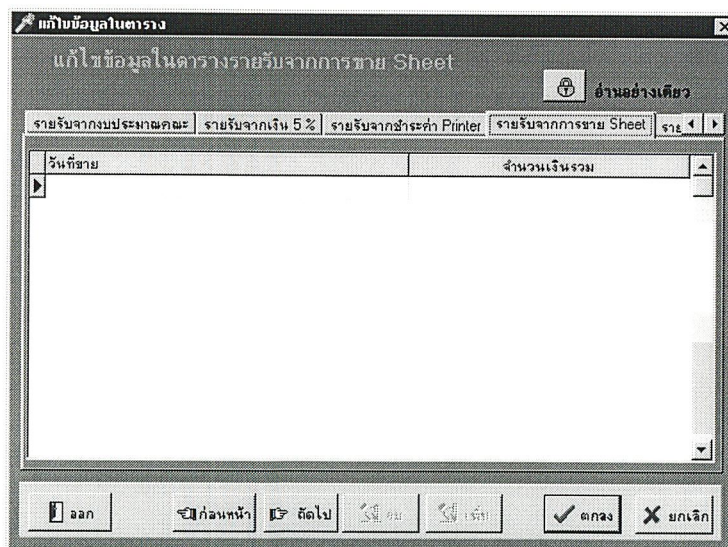 แก้ไขข้อมูลในตาราง
แก้ไขข้อมูลในตารางรายรับจากการขาย Sheet
อ่านอย่างเดียว
รายรับจากงบประมาณคณะ รายรับจากเงิน 5 % รายรับจากชำระค่า Printer รายรับจากการขาย Sheet ราย
วันที่ขาย จำนวนเงินรวม
ออก ก่อนหน้า ถัดไป ลบ เพิ่ม ตกลง ยกเลิก